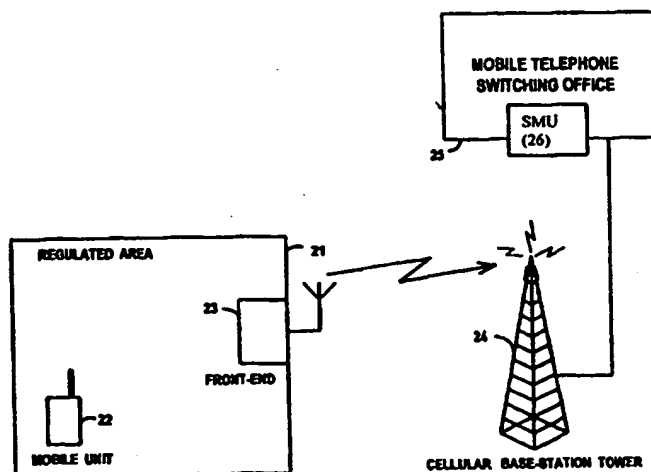 MOBILE TELEPHONE
SWITCHING OFFICE
SMU
(26)
25
REGULATED AREA
21
23
FRONT-END
24
22
MOBILE UNIT
CELLULAR BASE-STATION TOWER